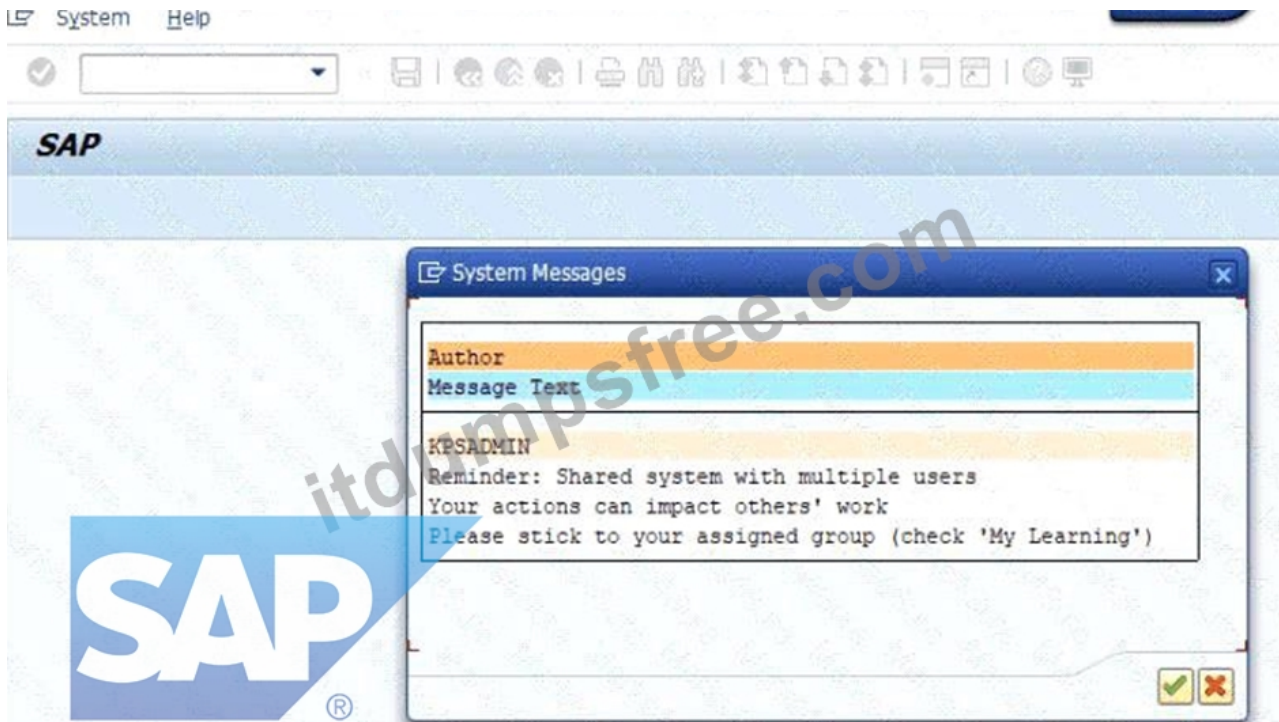 System Help
SAP
System Messages
Author
Message Text
KPSADMIN
Reminder: Shared system with multiple users
Your actions can impact others' work
Please stick to your assigned group (check 'My Learning')
itdumpsfree.com
SAP
®